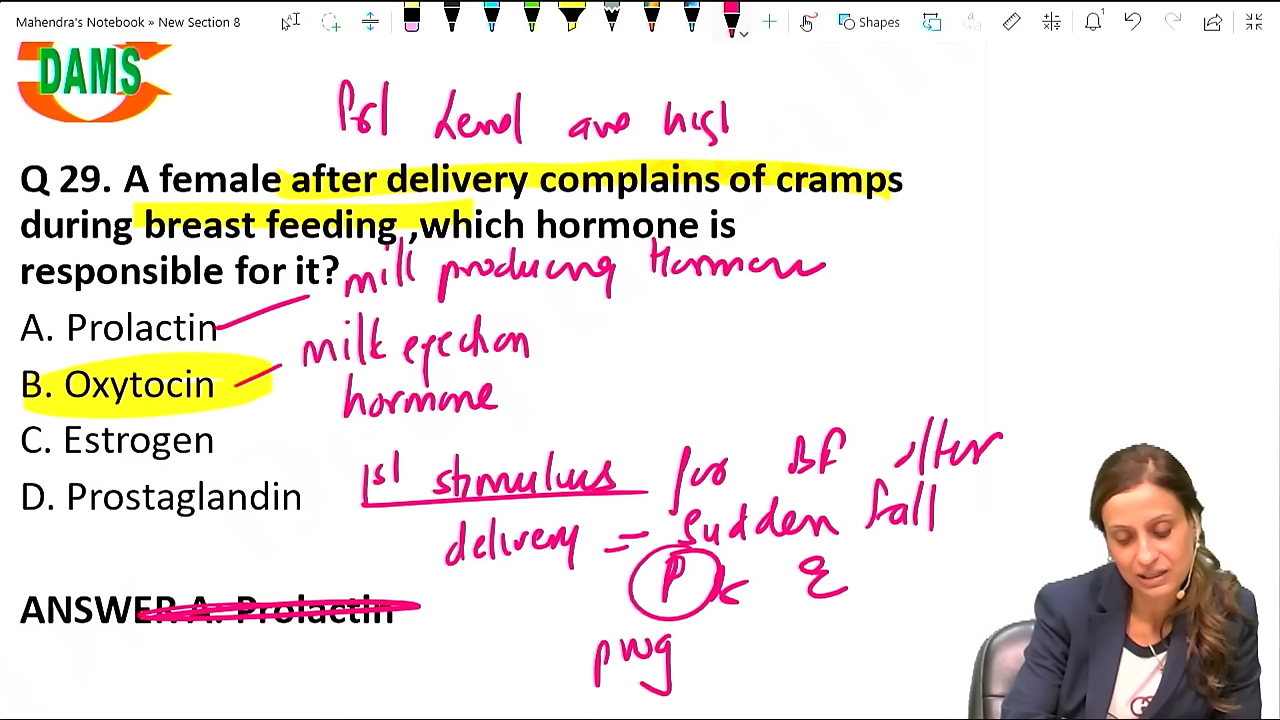 Mahendra's Notebook » New Section 8
Shapes
1
DAMS
Prl level are high
Q 29. A female after delivery complains of cramps
during breast feeding ,which hormone is
responsible for it?
milk producing Hormone
A. Prolactin
milk ejection
B. Oxytocin
hormone
C. Estrogen
1st stimulus for BF after
D. Prostaglandin
delivery = sudden fall
P & E
ANSWER A. Prolactin